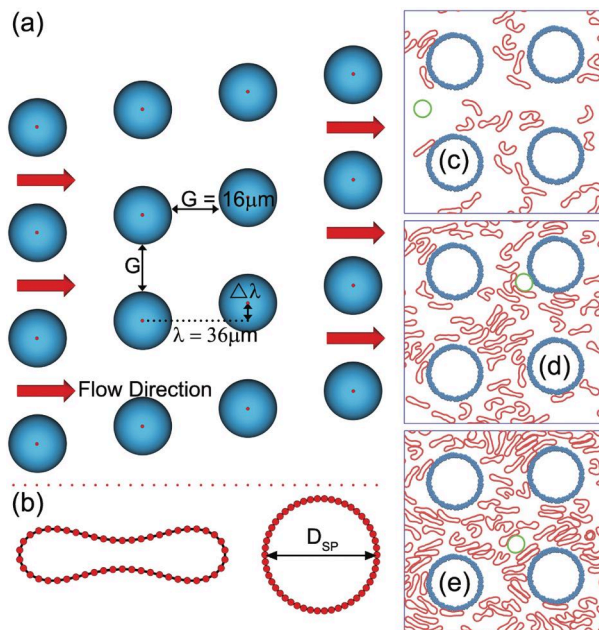 (a)
G = 16μm
G
△λ
λ = 36μm
Flow Direction
(b)
D_SP
(c)
(d)
(e)